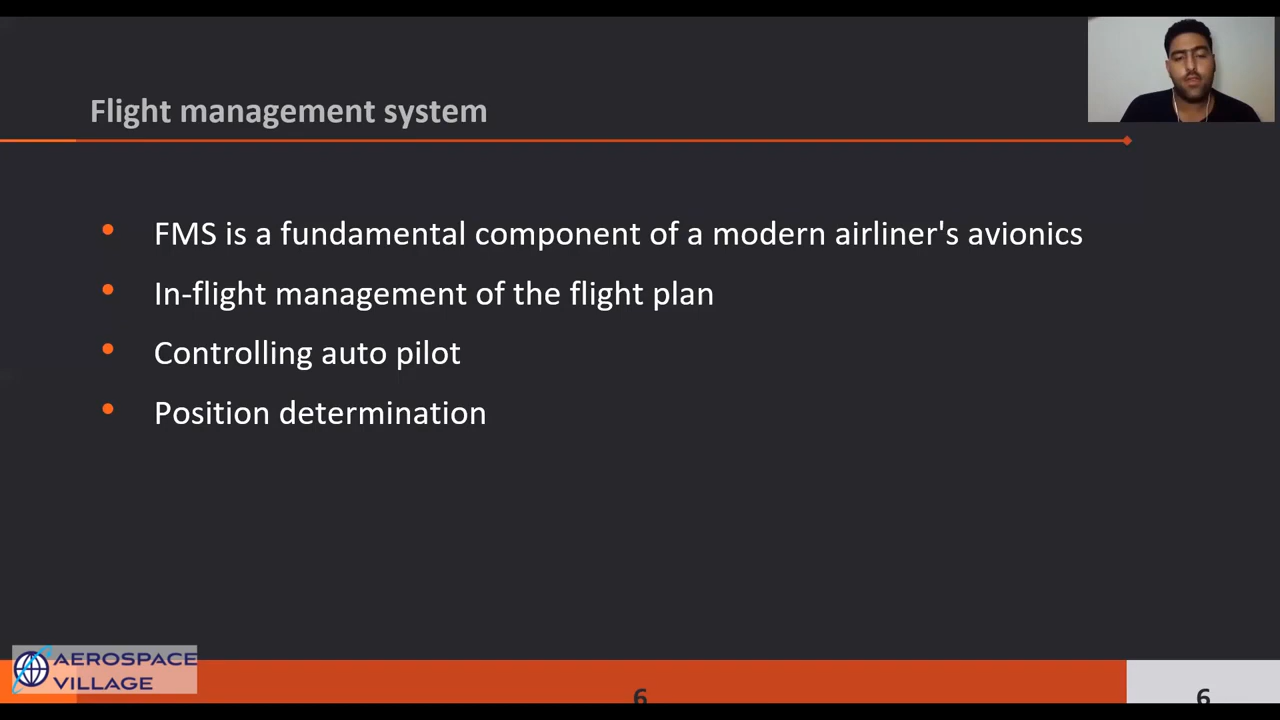 Flight management system
FMS is a fundamental component of a modern airliner's avionics
In-flight management of the flight plan
Controlling auto pilot
Position determination
AEROSPACE
VILLAGE
6
6